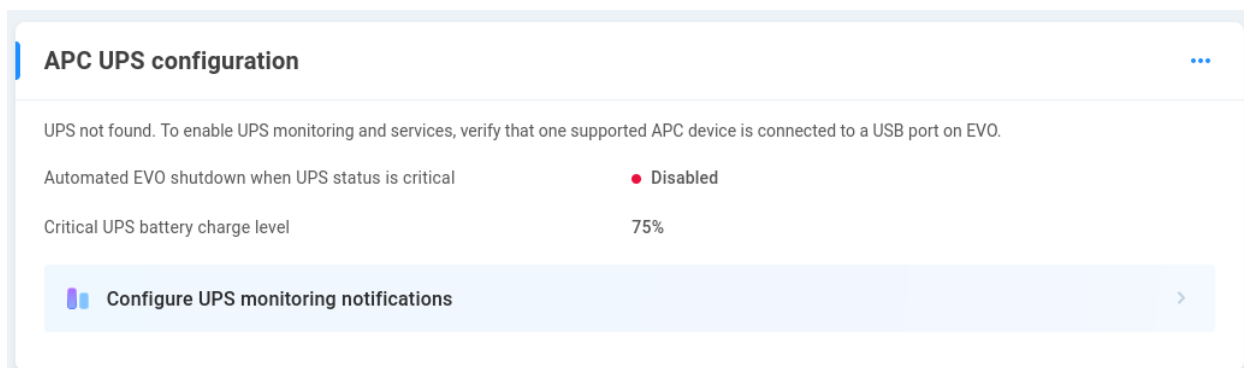 APC UPS configuration
UPS not found. To enable UPS monitoring and services, verify that one supported APC device is connected to a USB port on EVO.
Automated EVO shutdown when UPS status is critical Disabled
Critical UPS battery charge level 75%
Configure UPS monitoring notifications